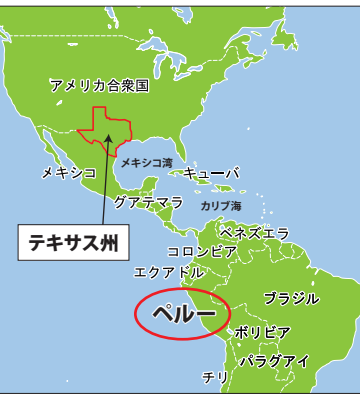 アメリカ合衆国
メキシコ湾
メキシコ
キューバ
グアテマラ
カリブ海
テキサス州
ベネズエラ
コロンビア
エクアドル
ブラジル
ペルー
ボリビア
パラグアイ
チリ